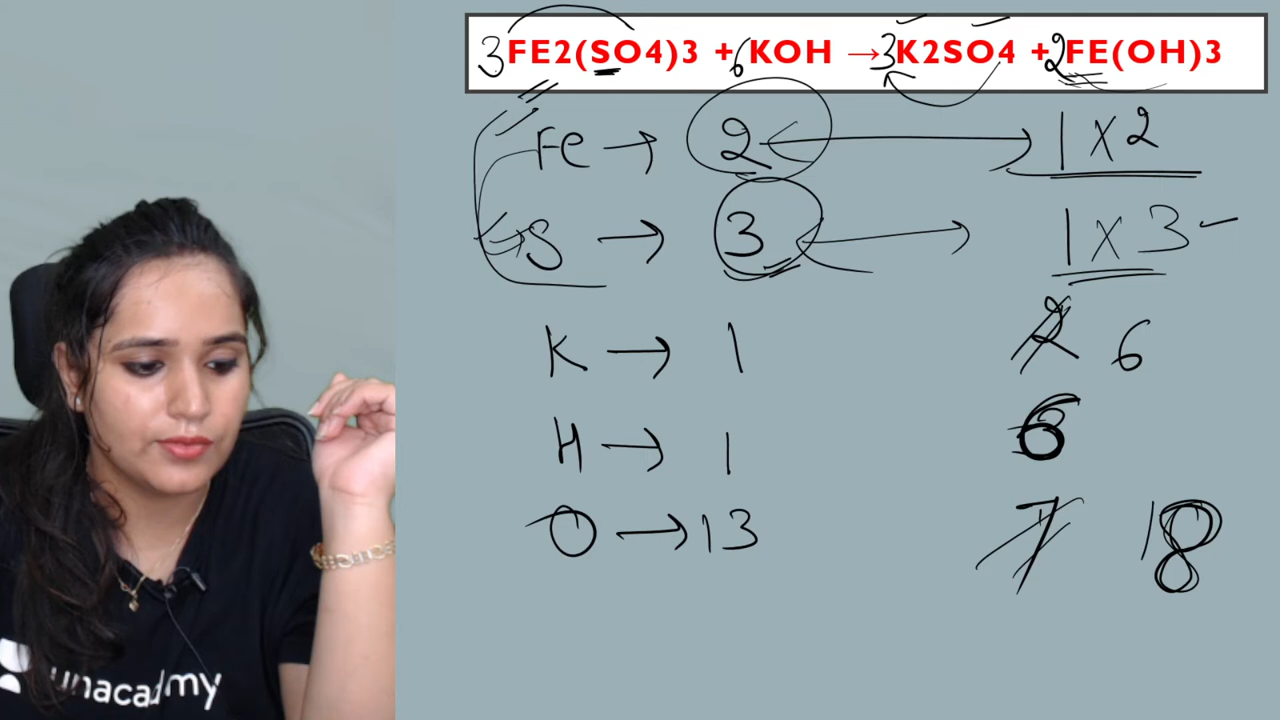 3FE2(SO4)3 + 6KOH → 3K2SO4 + 2FE(OH)3
Fe → 2 1 x 2
S → 3 1 x 3
K → 1 2 6
H → 1 6
O → 13 7 18
unacademy